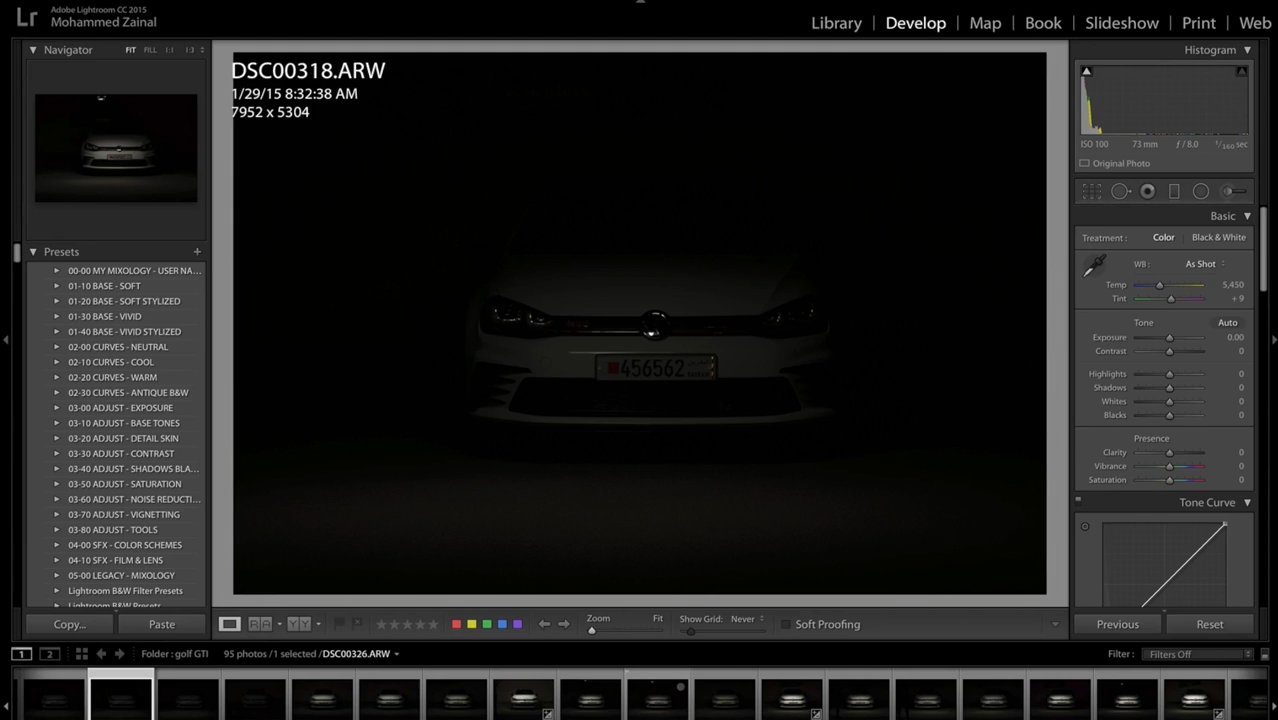 Lr
Adobe Lightroom CC 2015
Mohammed Zainal
Library | Develop | Map | Book | Slideshow | Print | Web
Navigator FIT FILL 1:1 1:3
Presets +
00-00 MY MIXOLOGY - USER NA...
01-10 BASE - SOFT
01-20 BASE - SOFT STYLIZED
01-30 BASE - VIVID
01-40 BASE - VIVID STYLIZED
02-00 CURVES - NEUTRAL
02-10 CURVES - COOL
02-20 CURVES - WARM
02-30 CURVES - ANTIQUE B&W
03-00 ADJUST - EXPOSURE
03-10 ADJUST - BASE TONES
03-20 ADJUST - DETAIL SKIN
03-30 ADJUST - CONTRAST
03-40 ADJUST - SHADOWS BLA...
03-50 ADJUST - SATURATION
03-60 ADJUST - NOISE REDUCTI...
03-70 ADJUST - VIGNETTING
03-80 ADJUST - TOOLS
04-00 SFX - COLOR SCHEMES
04-10 SFX - FILM & LENS
05-00 LEGACY - MIXOLOGY
Lightroom B&W Filter Presets
Lightroom B&W Presets
Copy... Paste
DSC00318.ARW
1/29/15 8:32:38 AM
7952 x 5304
456562
Histogram
ISO 100 73 mm ƒ / 8.0 1/160 sec
Original Photo
Basic
Treatment : Color Black & White
WB : As Shot
Temp 5,450
Tint + 9
Tone Auto
Exposure 0.00
Contrast 0
Highlights 0
Shadows 0
Whites 0
Blacks 0
Presence
Clarity 0
Vibrance 0
Saturation 0
Tone Curve
Previous Reset
RA YY Zoom Fit Show Grid: Never Soft Proofing
1 2 Folder : golf GTI 95 photos / 1 selected / DSC00326.ARW Filter : Filters Off